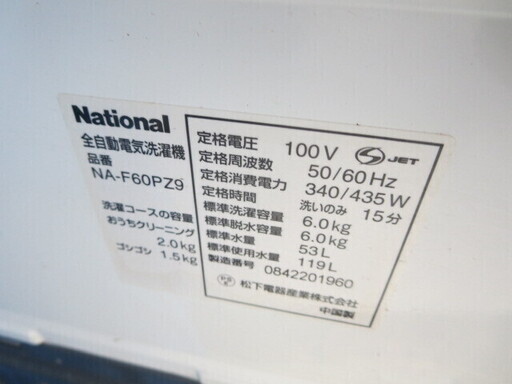 National
全自動電気洗濯機
品番
NA-F60PZ9
洗濯コースの容量
おうちクリーニング
2.0kg
ゴシゴシ 1.5kg
定格電圧 100V
JET
定格周波数 50/60Hz
定格消費電力 340/435W
定格時間 洗いのみ 15分
標準洗濯容量 6.0kg
標準脱水容量 6.0kg
標準水量 53L
標準使用水量 119L
製造番号 0842201960
松下電器産業株式会社
中国製